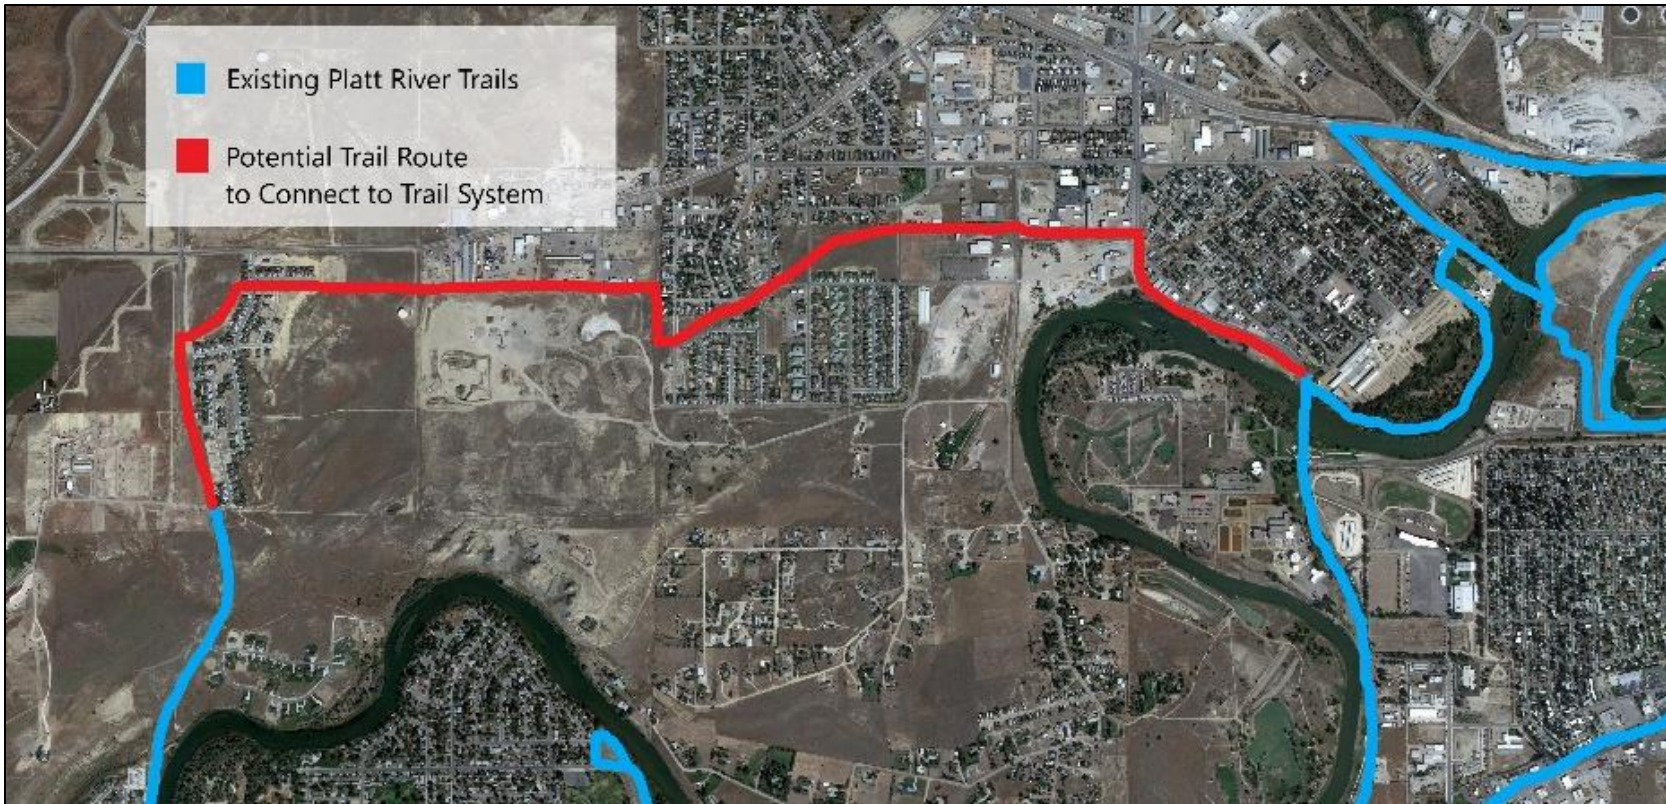 Existing Platt River Trails
Potential Trail Route
to Connect to Trail System